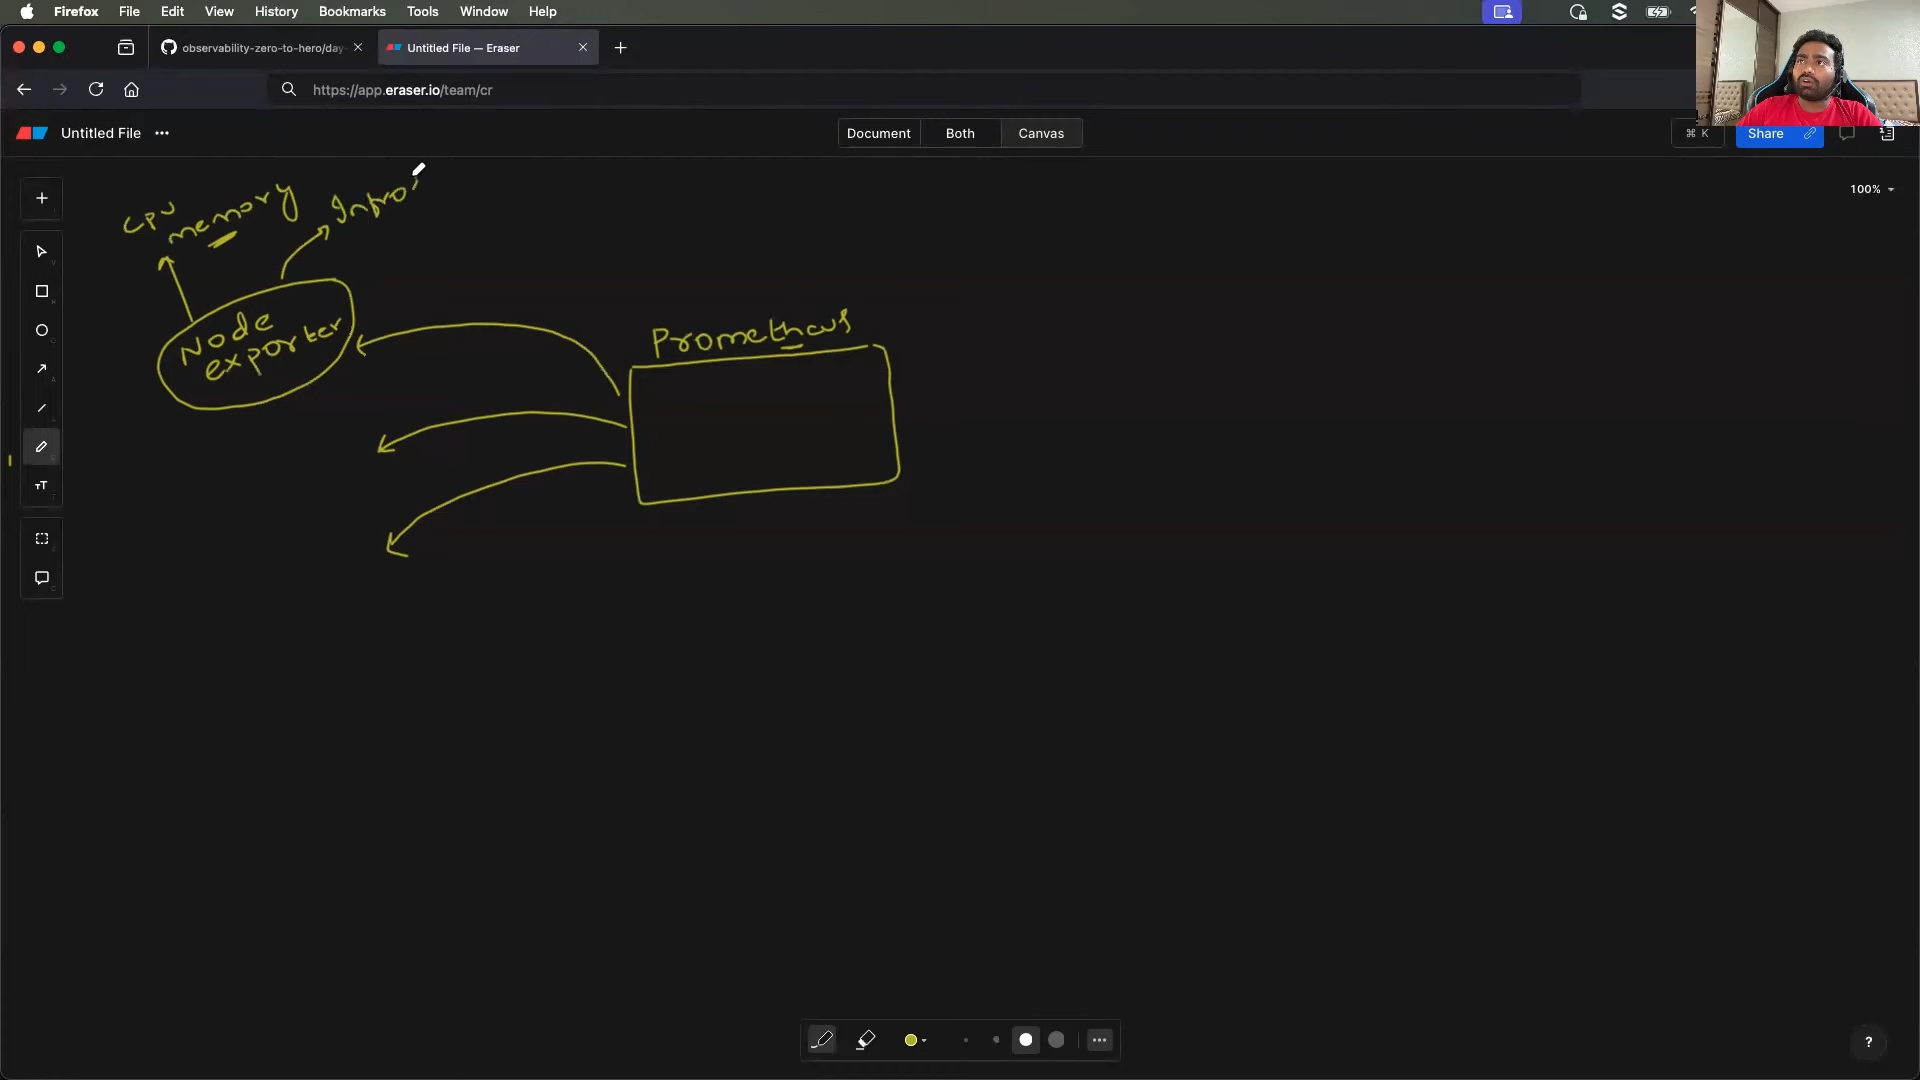 Firefox File Edit View History Bookmarks Tools Window Help
observability-zero-to-hero/day-
Untitled File — Eraser
https://app.eraser.io/team/cr
Untitled File
Document Both Canvas
⌘ K
Share
100%
CPU
memory
Node
exporter
Prometheus
?